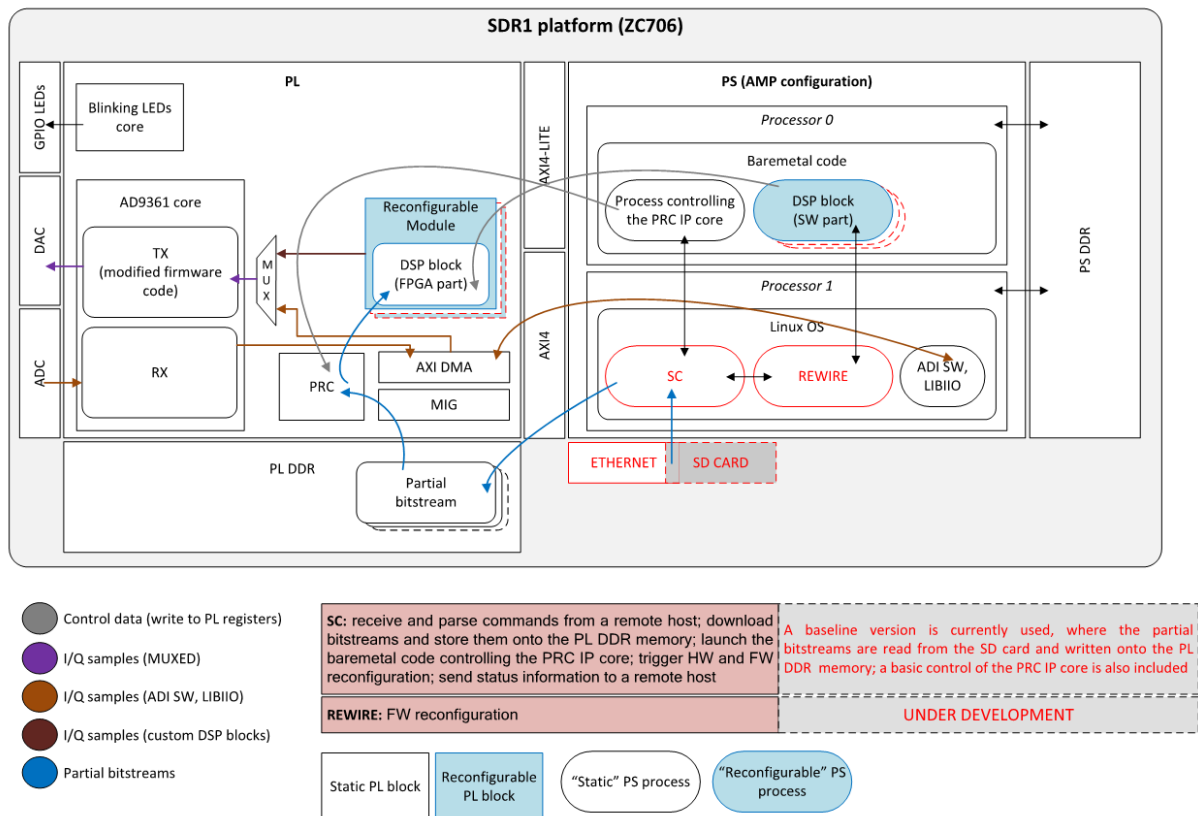 SDR1 platform (ZC706)
GPIO LEDs
DAC
ADC
PL
Blinking LEDs
core
AD9361 core
TX
(modified firmware
code)
RX
MUX
Reconfigurable
Module
DSP block
(FPGA part)
PRC
AXI DMA
MIG
PL DDR
Partial
bitstream
AXI4-LITE
AXI4
PS (AMP configuration)
Processor 0
Baremetal code
Process controlling
the PRC IP core
DSP block
(SW part)
Processor 1
Linux OS
SC
REWIRE
ADI SW,
LIBIIO
ETHERNET
SD CARD
PS DDR
Control data (write to PL registers)
I/Q samples (MUXED)
I/Q samples (ADI SW, LIBIIO)
I/Q samples (custom DSP blocks)
Partial bitstreams
SC: receive and parse commands from a remote host; download
bitstreams and store them onto the PL DDR memory; launch the
baremetal code controlling the PRC IP core; trigger HW and FW
reconfiguration; send status information to a remote host
A baseline version is currently used, where the partial
bitstreams are read from the SD card and written onto the PL
DDR memory; a basic control of the PRC IP core is also included
REWIRE: FW reconfiguration
UNDER DEVELOPMENT
Static PL block
Reconfigurable
PL block
“Static” PS process
“Reconfigurable” PS
process